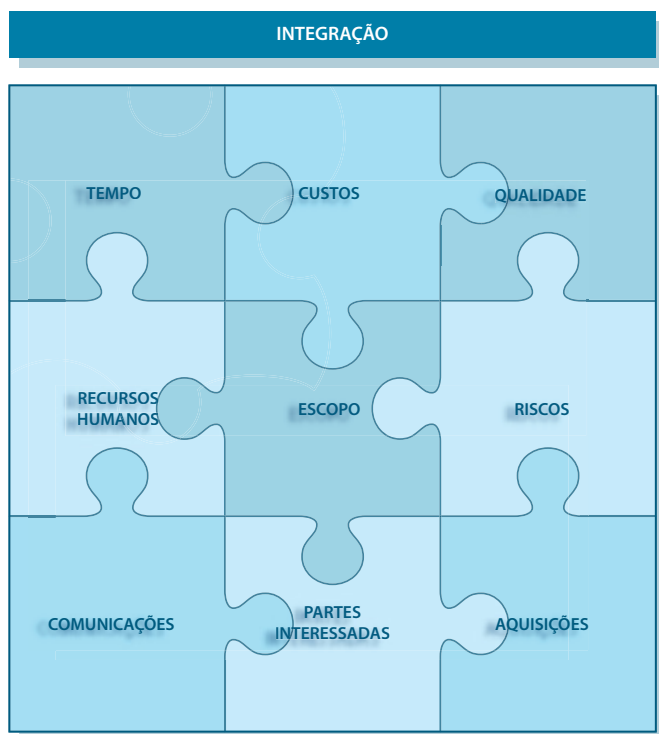 INTEGRAÇÃO
TEMPO
CUSTOS
QUALIDADE
RECURSOS
HUMANOS
ESCOPO
RISCOS
COMUNICAÇÕES
PARTES
INTERESSADAS
AQUISIÇÕES